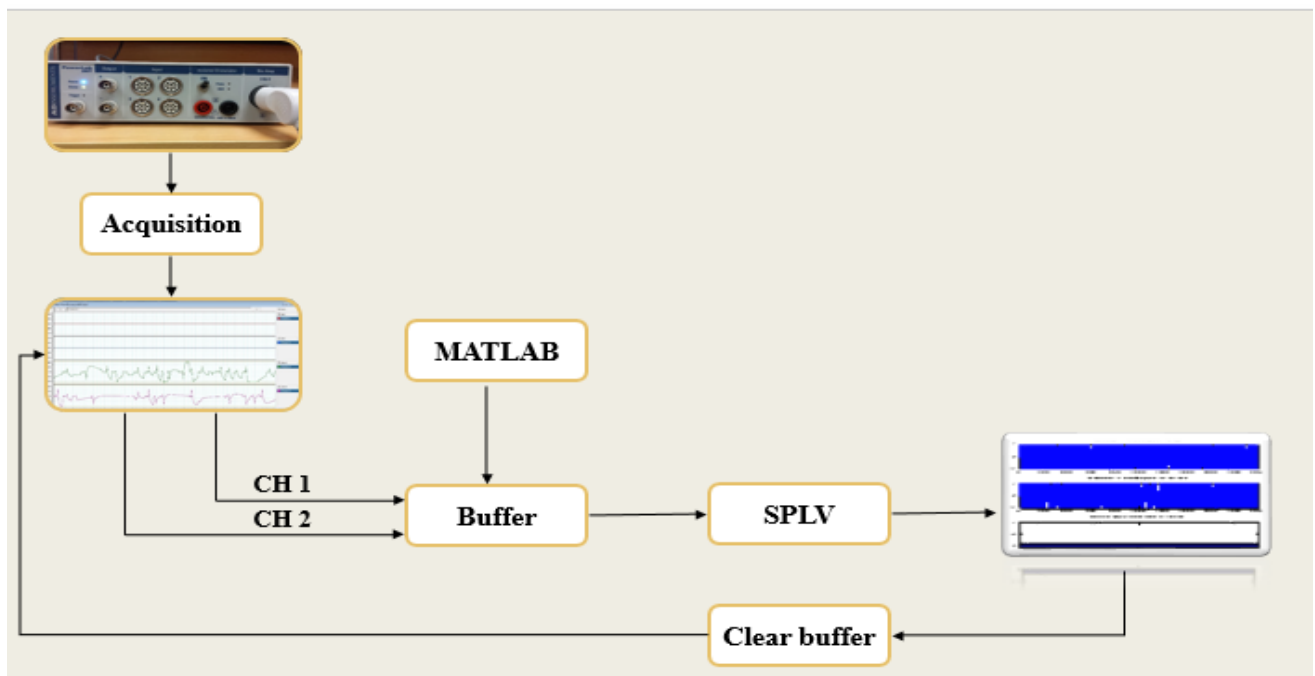 Acquisition
MATLAB
CH 1
CH 2
Buffer
SPLV
Clear buffer